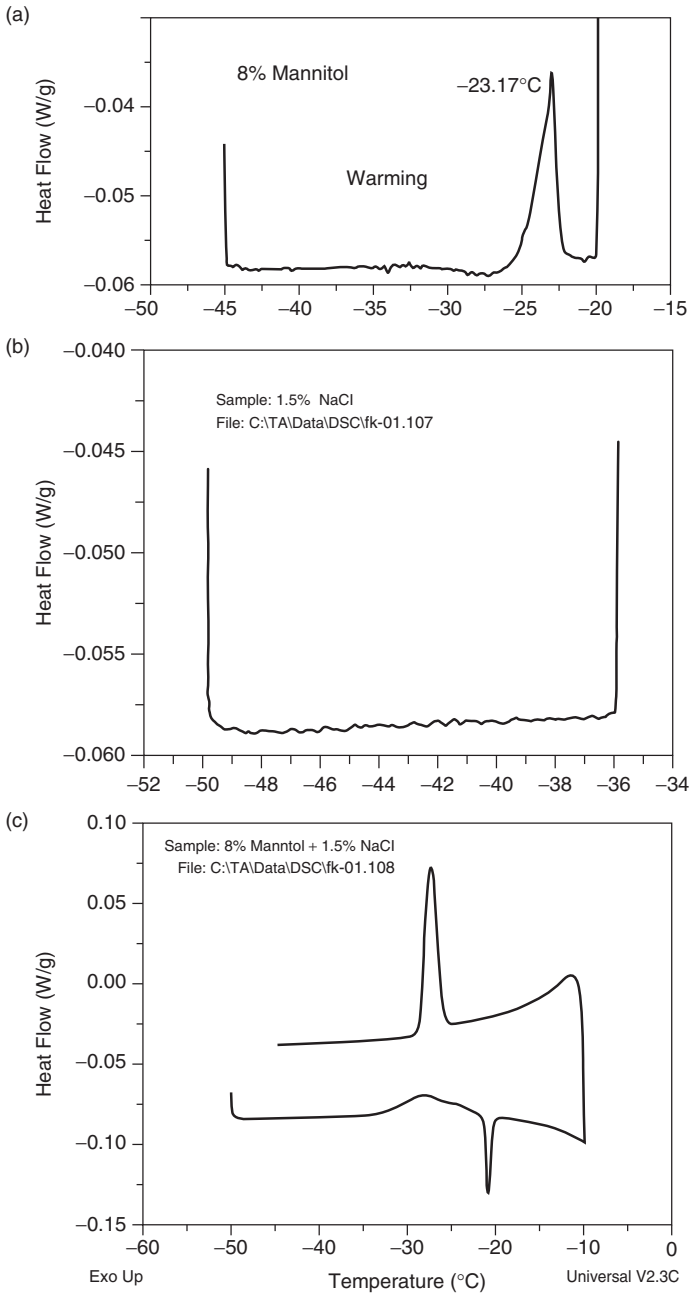 (a)
8% Mannitol
−23.17°C
Warming
Heat Flow (W/g)
−0.04
−0.05
−0.06
−50 −45 −40 −35 −30 −25 −20 −15
(b)
−0.040
Sample: 1.5% NaCl
File: C:\TA\Data\DSC\fk-01.107
−0.045
Heat Flow (W/g)
−0.050
−0.055
−0.060
−52 −50 −48 −46 −44 −42 −40 −38 −36 −34
(c)
0.10
Sample: 8% Manntol + 1.5% NaCl
File: C:\TA\Data\DSC\fk-01.108
0.05
Heat Flow (W/g)
0.00
−0.05
−0.10
−0.15
−60 −50 −40 −30 −20 −10 0
Exo Up Temperature (°C) Universal V2.3C